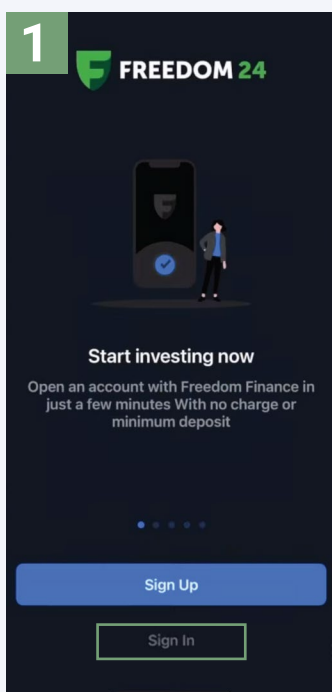 1
FREEDOM 24
Start investing now
Open an account with Freedom Finance in
just a few minutes With no charge or
minimum deposit
Sign Up
Sign In